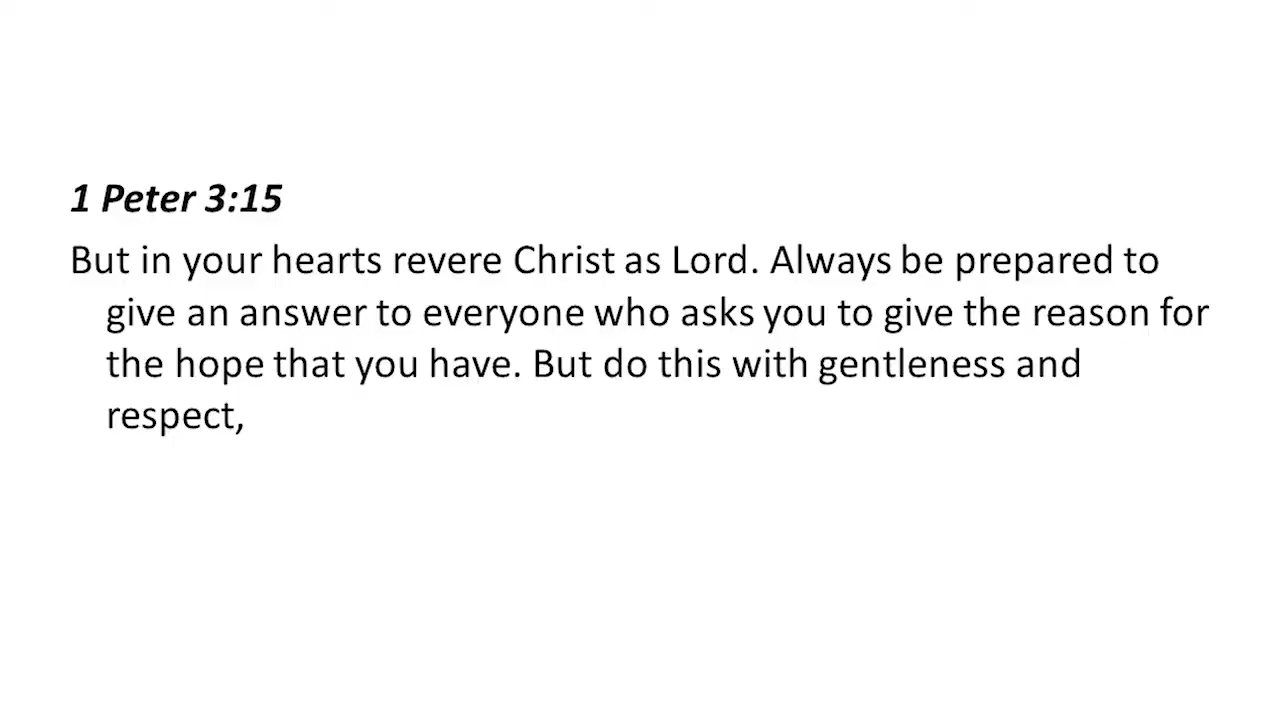 1 Peter 3:15
But in your hearts revere Christ as Lord. Always be prepared to
give an answer to everyone who asks you to give the reason for
the hope that you have. But do this with gentleness and
respect,